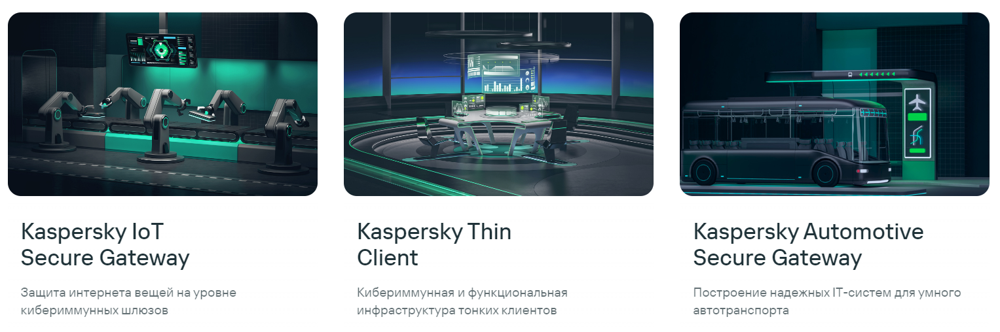 Kaspersky IoT
Secure Gateway
Защита интернета вещей на уровне
кибериммунных шлюзов
Kaspersky Thin
Client
Кибериммунная и функциональная
инфраструктура тонких клиентов
Kaspersky Automotive
Secure Gateway
Построение надежных IT-систем для умного
автотранспорта